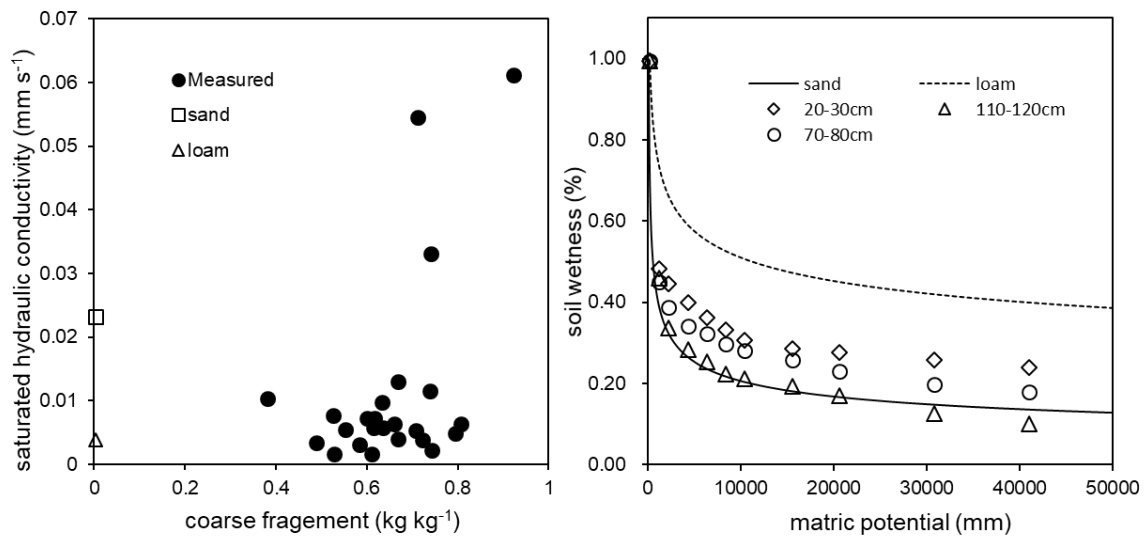 saturated hydraulic conductivity (mm s⁻¹)
0.07
0.06
0.05
0.04
0.03
0.02
0.01
0
Measured
sand
loam
0 0.2 0.4 0.6 0.8 1
coarse fragement (kg kg⁻¹)
soil wetness (%)
1.00
0.80
0.60
0.40
0.20
0.00
sand loam
20-30cm 110-120cm
70-80cm
0 10000 20000 30000 40000 50000
matric potential (mm)